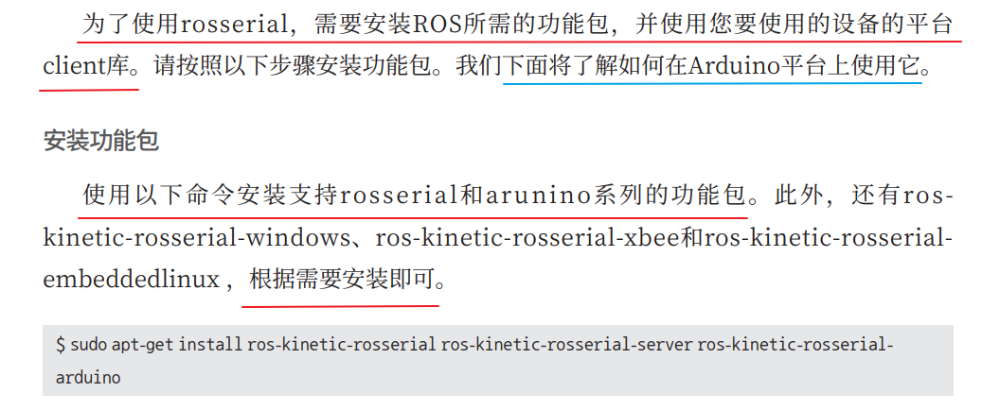 为了使用rosserial，需要安装ROS所需的功能包，并使用您要使用的设备的平台
client库。请按照以下步骤安装功能包。我们下面将了解如何在Arduino平台上使用它。
安装功能包
使用以下命令安装支持rosserial和arunino系列的功能包。此外，还有ros-
kinetic-rosserial-windows、ros-kinetic-rosserial-xbee和ros-kinetic-rosserial-
embeddedlinux ，根据需要安装即可。
$ sudo apt-get install ros-kinetic-rosserial ros-kinetic-rosserial-server ros-kinetic-rosserial-
arduino